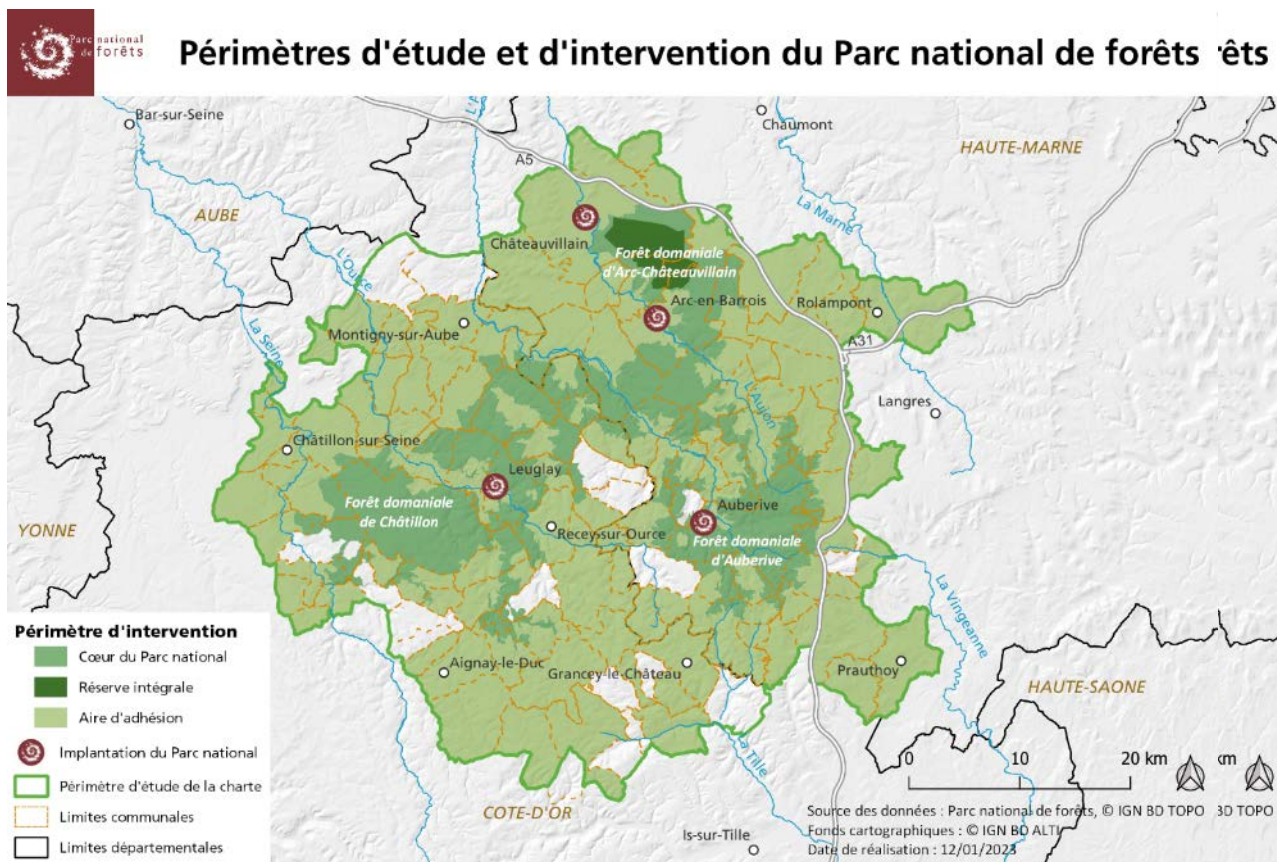 Parc national
de forêts
Périmètres d'étude et d'intervention du Parc national de forêts rêts
Bar-sur-Seine
Chaumont
A5
HAUTE-MARNE
AUBE
La Marne
L'Ource
Châteauvillain
Forêt domaniale
d'Arc-Châteauvillain
Arc-en-Barrois
Rolampont
Montigny-sur-Aube
La Seine
A31
L'Aujon
Langres
Châtillon-sur-Seine
Leuglay
Auberive
Forêt domaniale
de Châtillon
YONNE
Recey-sur-Ource
Forêt domaniale
d'Auberive
La Vingeanne
Aignay-le-Duc
Grancey-le-Château
Prauthoy
HAUTE-SAONE
La Tille
COTE-D'OR
Is-sur-Tille
Périmètre d'intervention
Cœur du Parc national
Réserve intégrale
Aire d'adhésion
Implantation du Parc national
Périmètre d'étude de la charte
Limites communales
Limites départementales
0 10 20 km km
Source des données : Parc national de forêts, © IGN BD TOPO 3D TOPO
Fonds cartographiques : © IGN BD ALTI
Date de réalisation : 12/01/2023